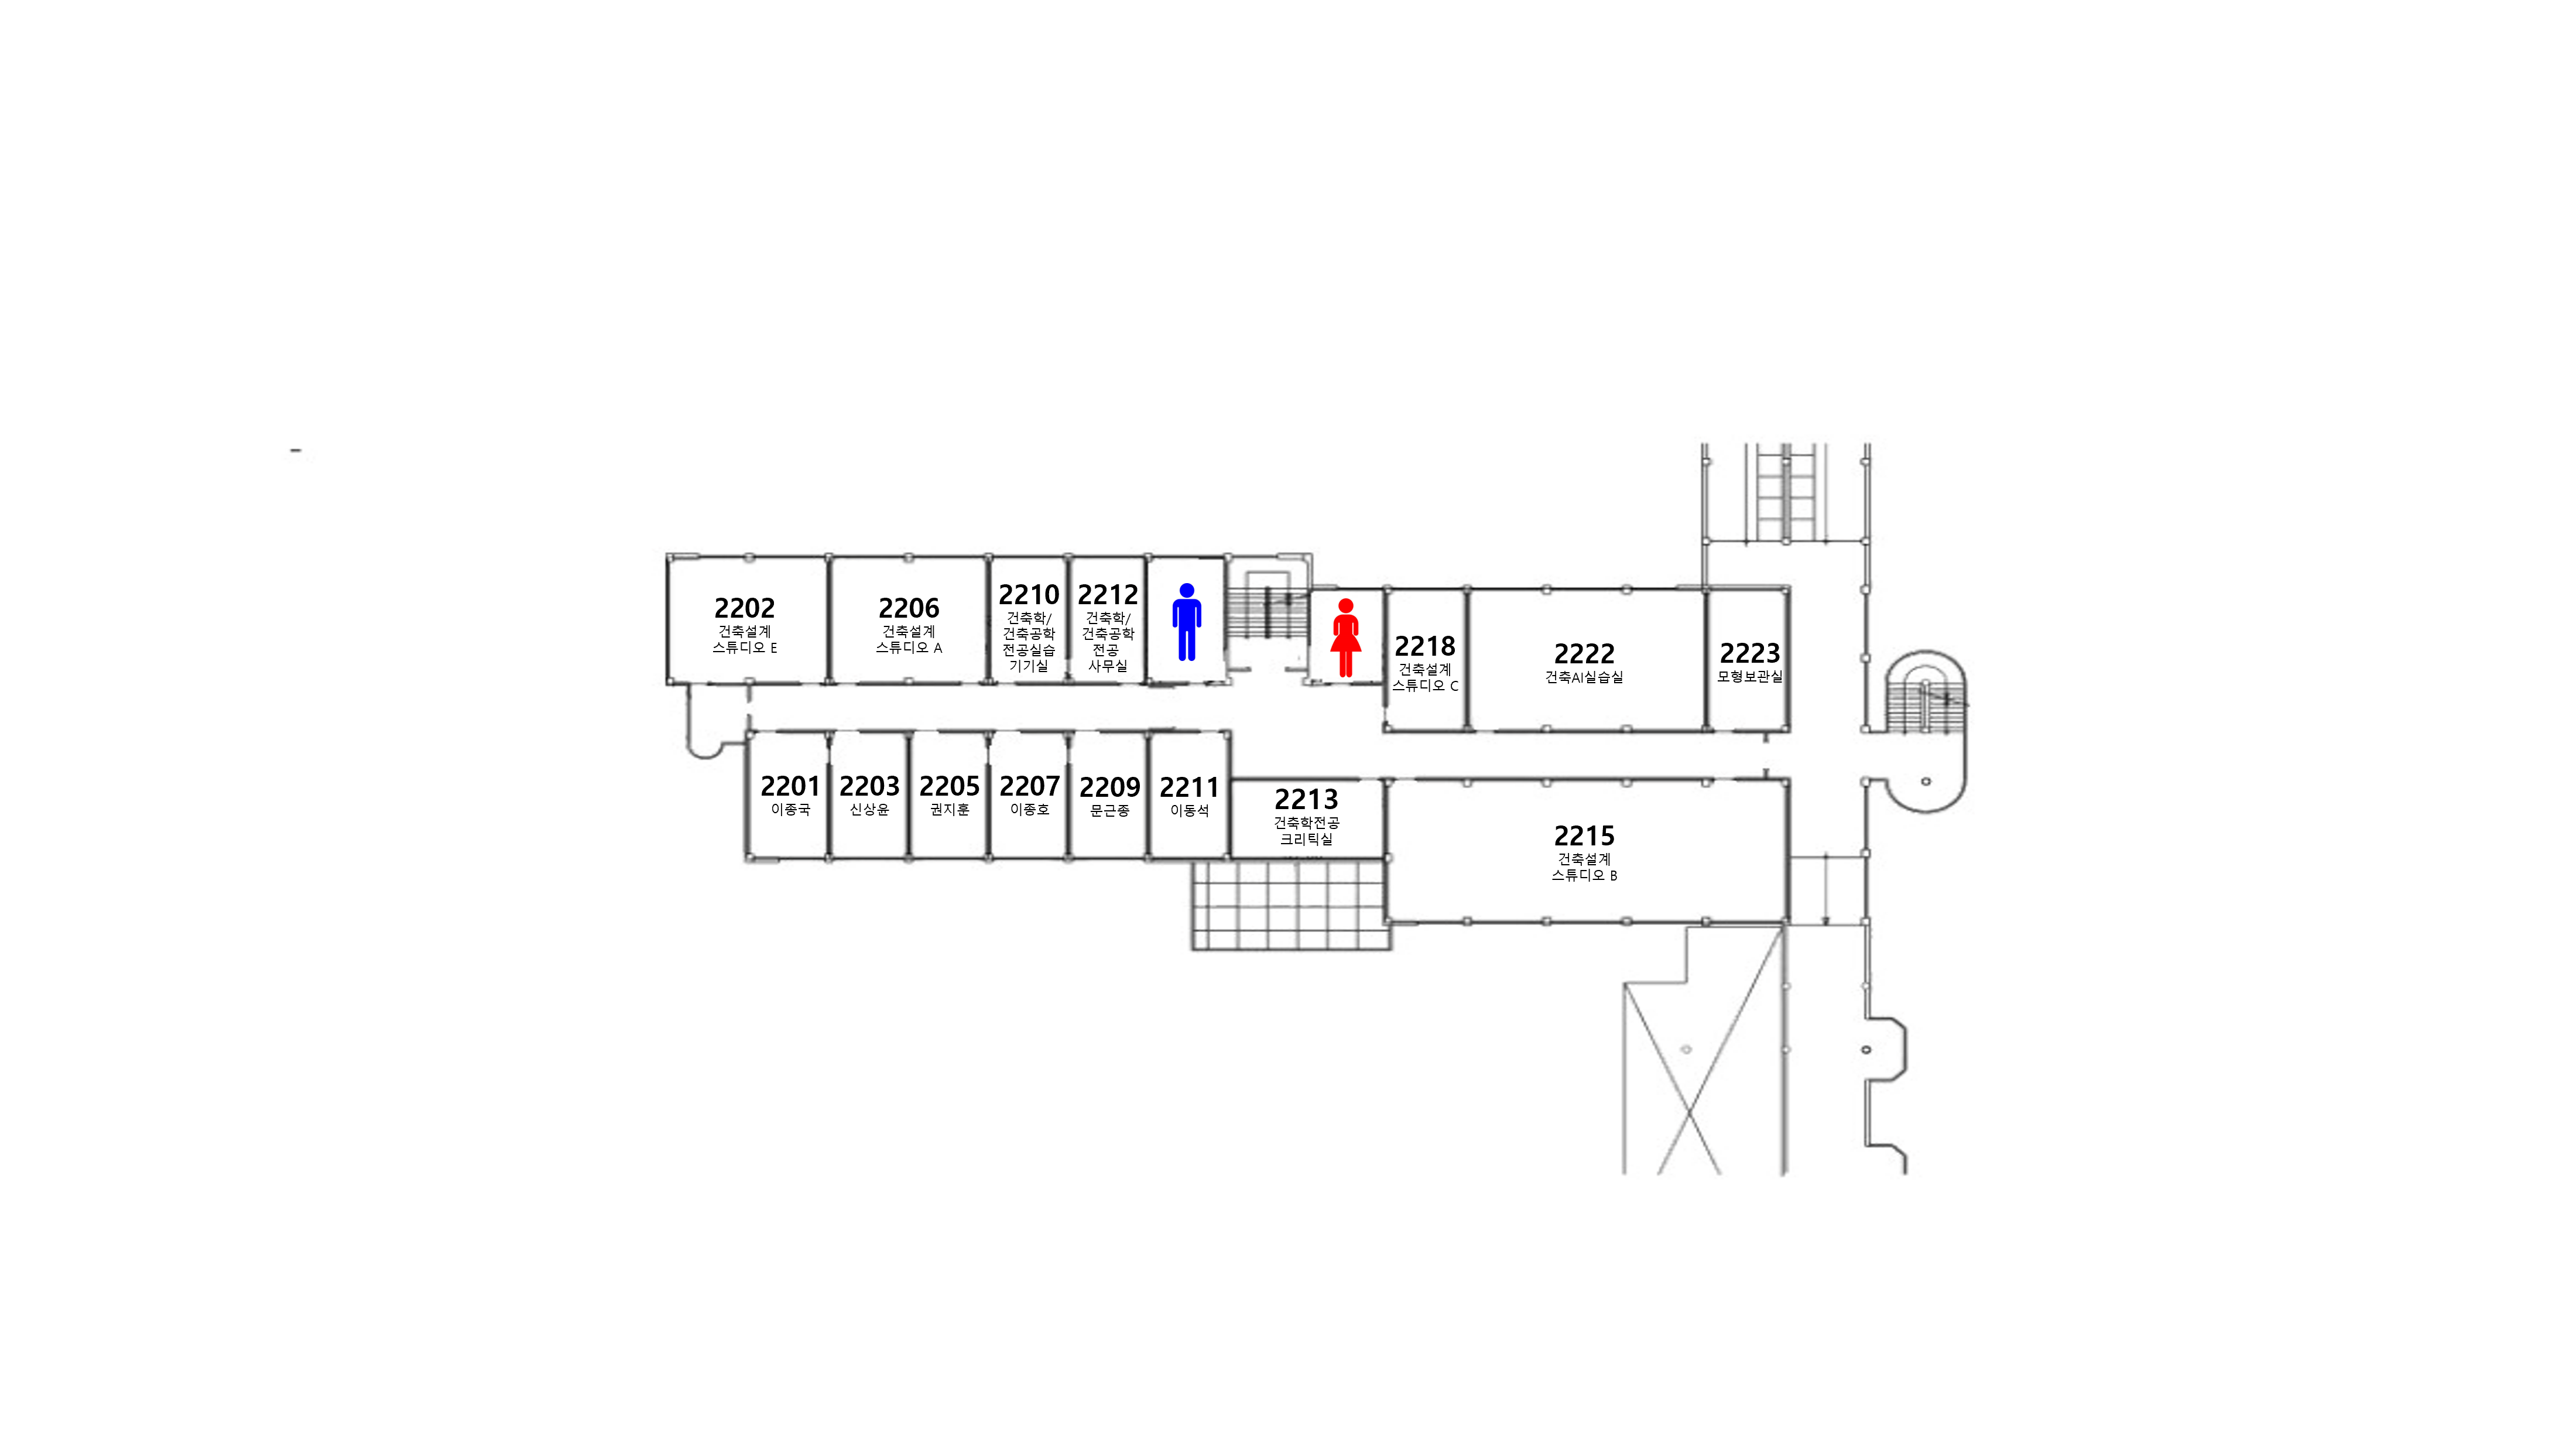 2202
건축설계
스튜디오 E
2206
건축설계
스튜디오 A
2210
건축학/
건축공학
전공실습
기기실
2212
건축학/
건축공학
전공
사무실
2218
건축설계
스튜디오 C
2222
건축AI실습실
2223
모형보관실
2201
이종국
2203
신상윤
2205
권지훈
2207
이종호
2209
문근종
2211
이동석
2213
건축학전공
크리틱실
2215
건축설계
스튜디오 B